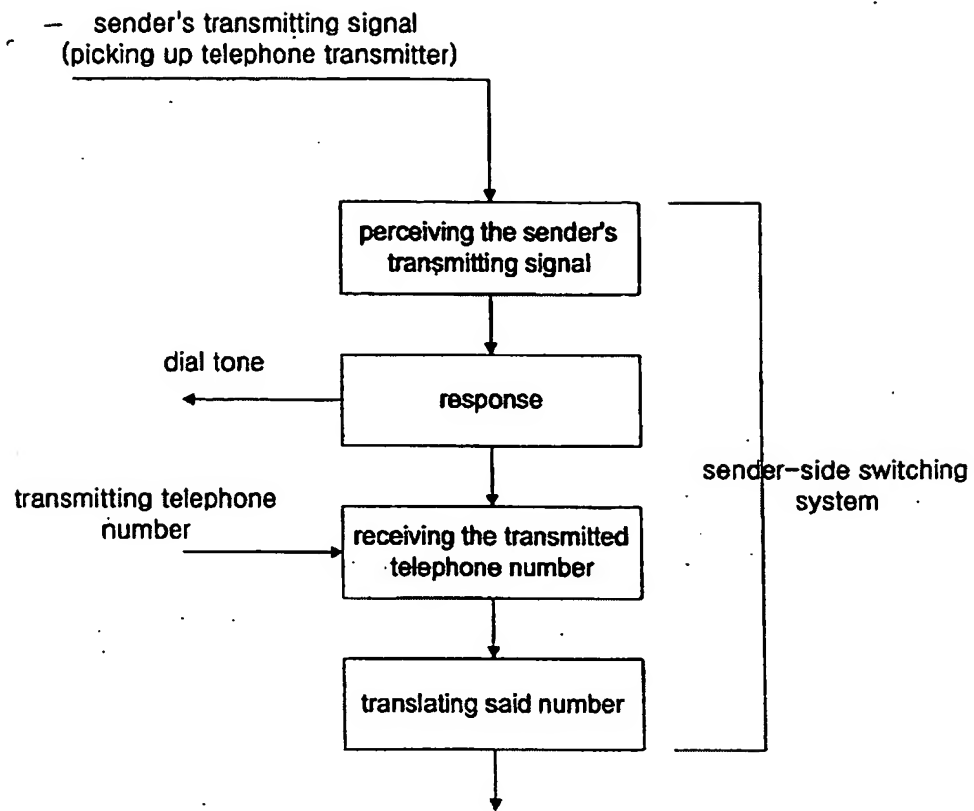 – sender's transmitting signal
(picking up telephone transmitter)
perceiving the sender's
transmitting signal
dial tone
response
sender-side switching
system
transmitting telephone
number
receiving the transmitted
telephone number
translating said number